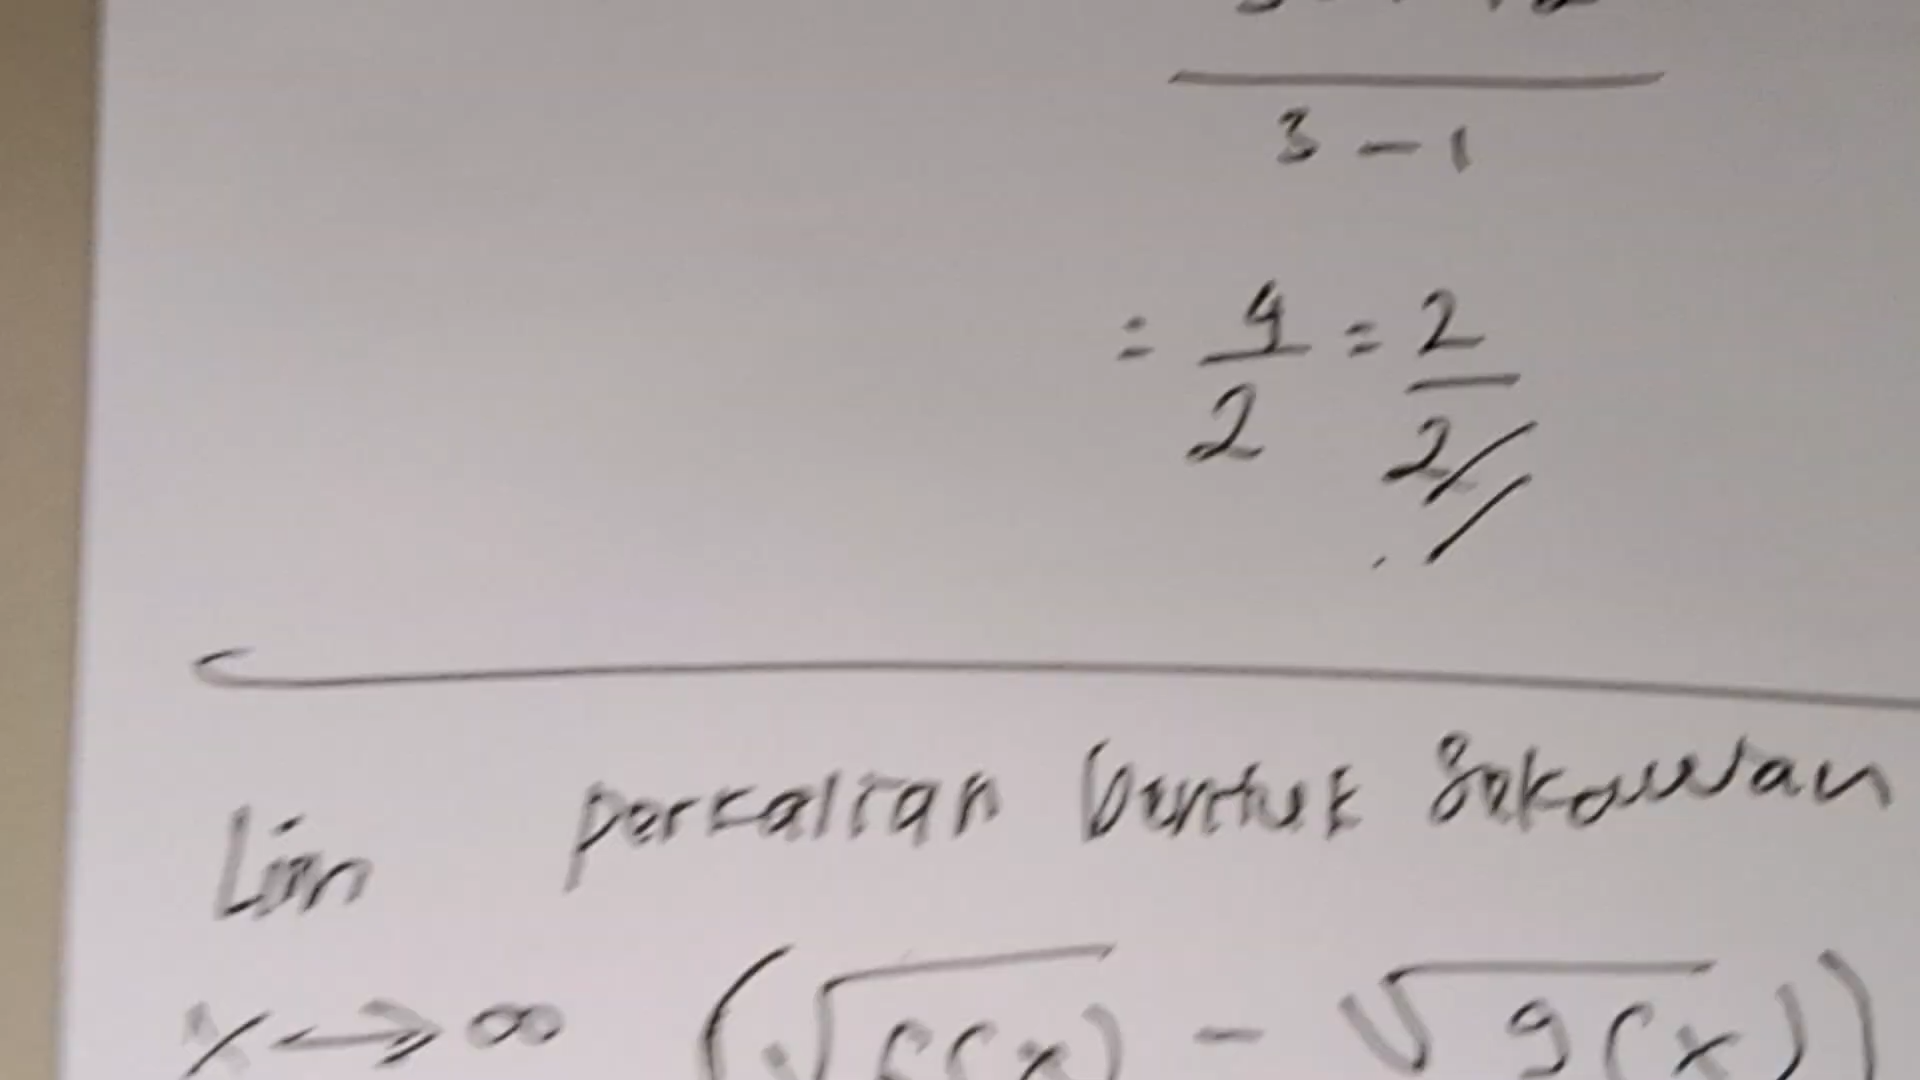 3 - 1
= 4/2 = 2/2
Lim perkalian bentuk Sekawan
x → ∞ (√f(x) - √g(x))